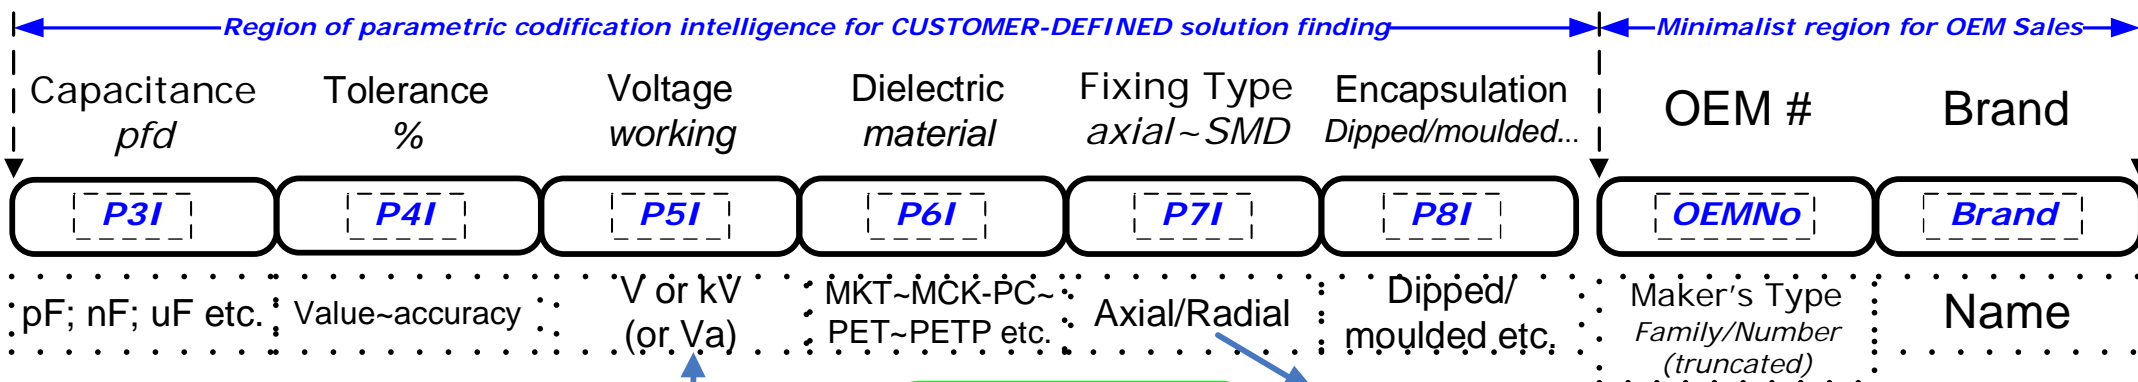 Region of parametric codification intelligence for CUSTOMER-DEFINED solution finding
Minimalist region for OEM Sales
Capacitance
pfd
Tolerance
%
Voltage
working
Dielectric
material
Fixing Type
axial~SMD
Encapsulation
Dipped/moulded...
OEM #
Brand
P3I
P4I
P5I
P6I
P7I
P8I
OEMNo
Brand
pF; nF; uF etc.
Value~accuracy
V or kV
(or Va)
MKT~MCK-PC~
PET~PETP etc.
Axial/Radial
Dipped/
moulded etc.
Maker's Type
Family/Number
(truncated)
Name